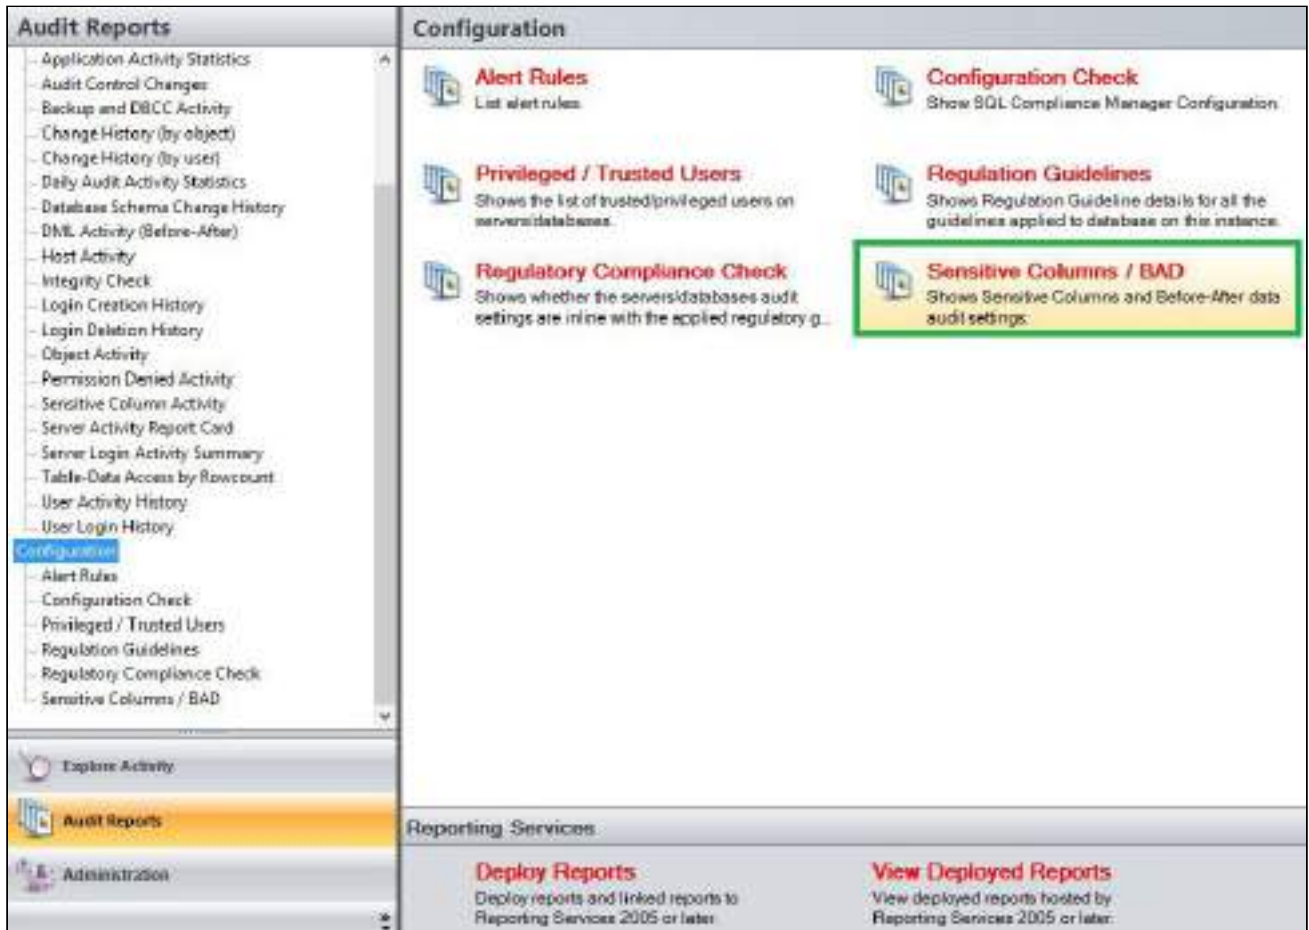 Audit Reports
Application Activity Statistics
Audit Control Changes
Backup and DBCC Activity
Change History (by object)
Change History (by user)
Daily Audit Activity Statistics
Database Schema Change History
DML Activity (Before-After)
Host Activity
Integrity Check
Login Creation History
Login Deletion History
Object Activity
Permission Denied Activity
Sensitive Column Activity
Server Activity Report Card
Server Login Activity Summary
Table-Data Access by Rowcount
User Activity History
User Login History
Configuration
Alert Rules
Configuration Check
Privileged / Trusted Users
Regulation Guidelines
Regulatory Compliance Check
Sensitive Columns / BAD
Explore Activity
Audit Reports
Administration
Configuration
Alert Rules
List alert rules.
Configuration Check
Show SQL Compliance Manager Configuration.
Privileged / Trusted Users
Shows the list of trusted/privileged users on
servers/databases.
Regulation Guidelines
Shows Regulation Guideline details for all the
guidelines applied to database on this instance.
Regulatory Compliance Check
Shows whether the servers/databases audit
settings are inline with the applied regulatory g...
Sensitive Columns / BAD
Shows Sensitive Columns and Before-After data
audit settings.
Reporting Services
Deploy Reports
Deploy reports and linked reports to
Reporting Services 2005 or later.
View Deployed Reports
View deployed reports hosted by
Reporting Services 2005 or later.